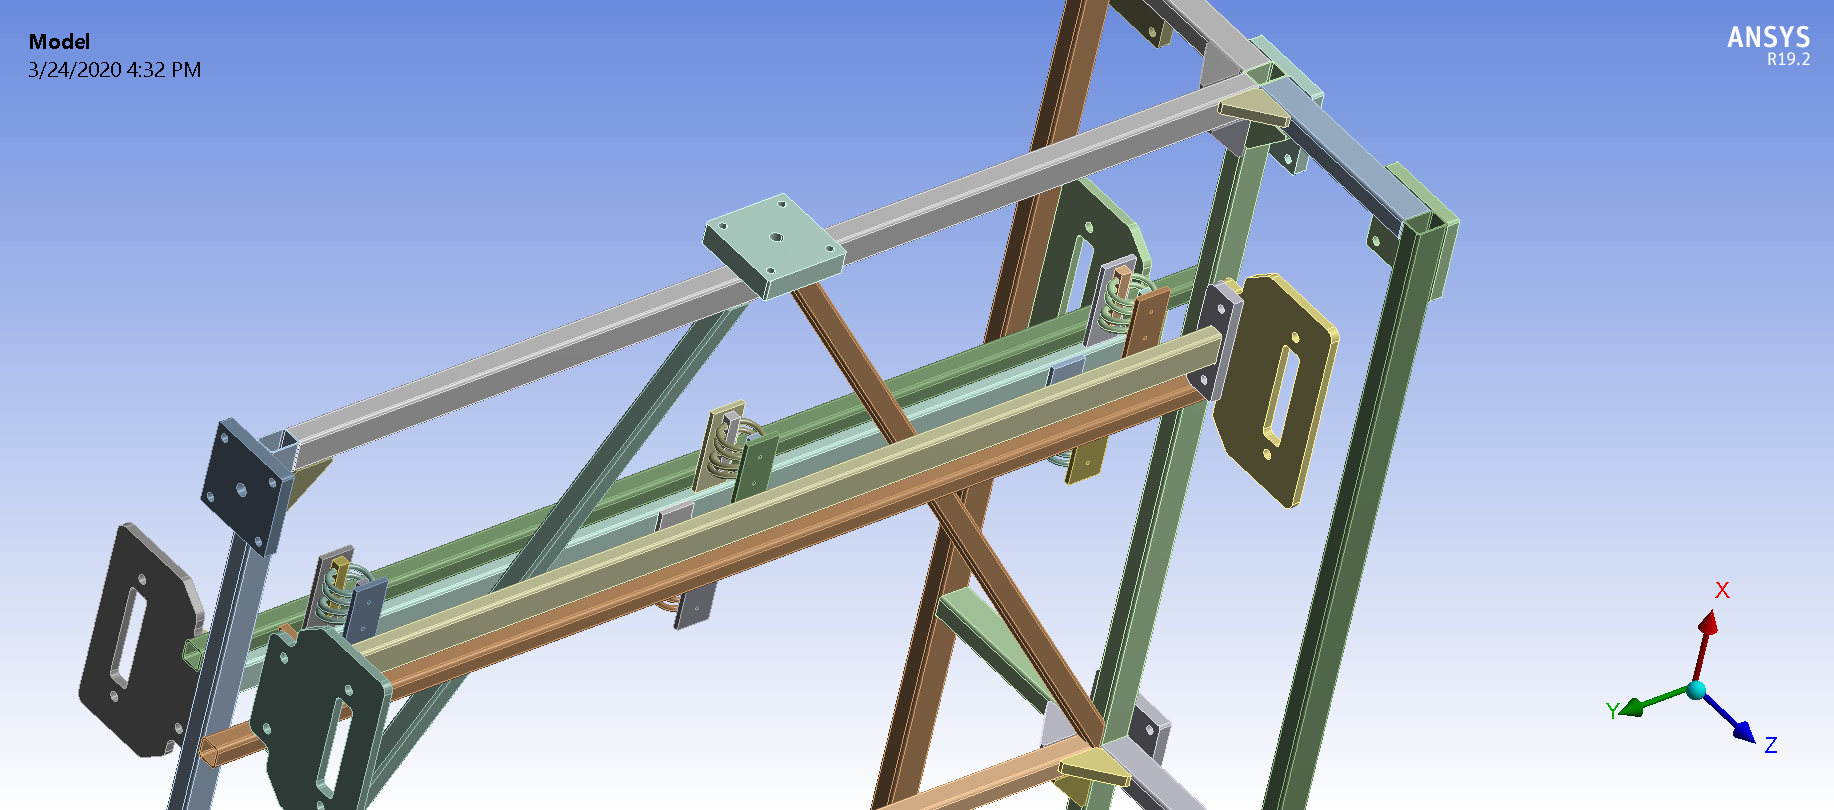 Model
3/24/2020 4:32 PM
ANSYS
R19.2
X
Y
Z